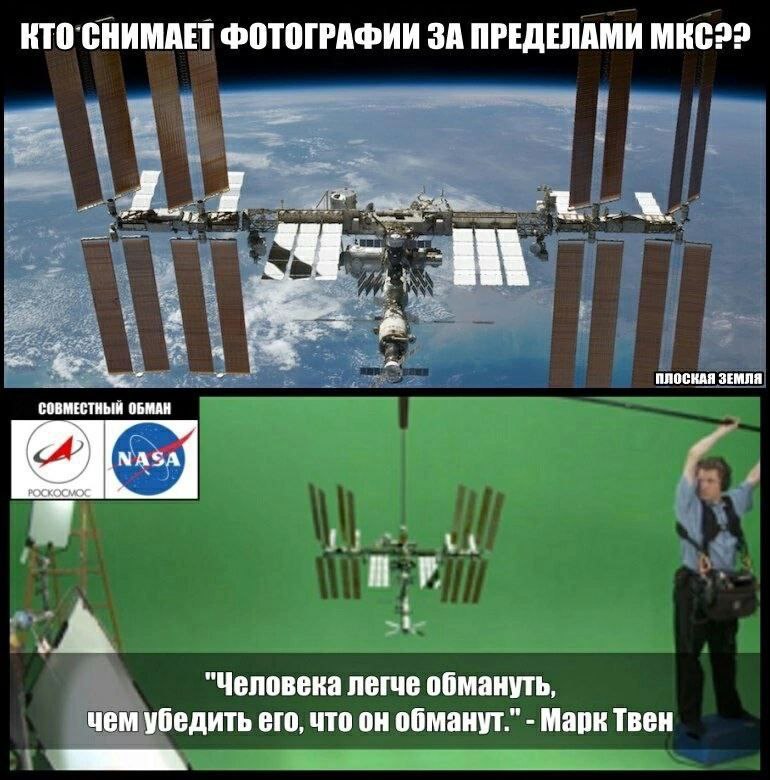 КТО СНИМАЕТ ФОТОГРАФИИ ЗА ПРЕДЕЛАМИ МКС??
ПЛОСКАЯ ЗЕМЛЯ
СОВМЕСТНЫЙ ОБМАН
РОСКОСМОС
NASA
"Человека легче обмануть,
чем убедить его, что он обманут." - Марк Твен